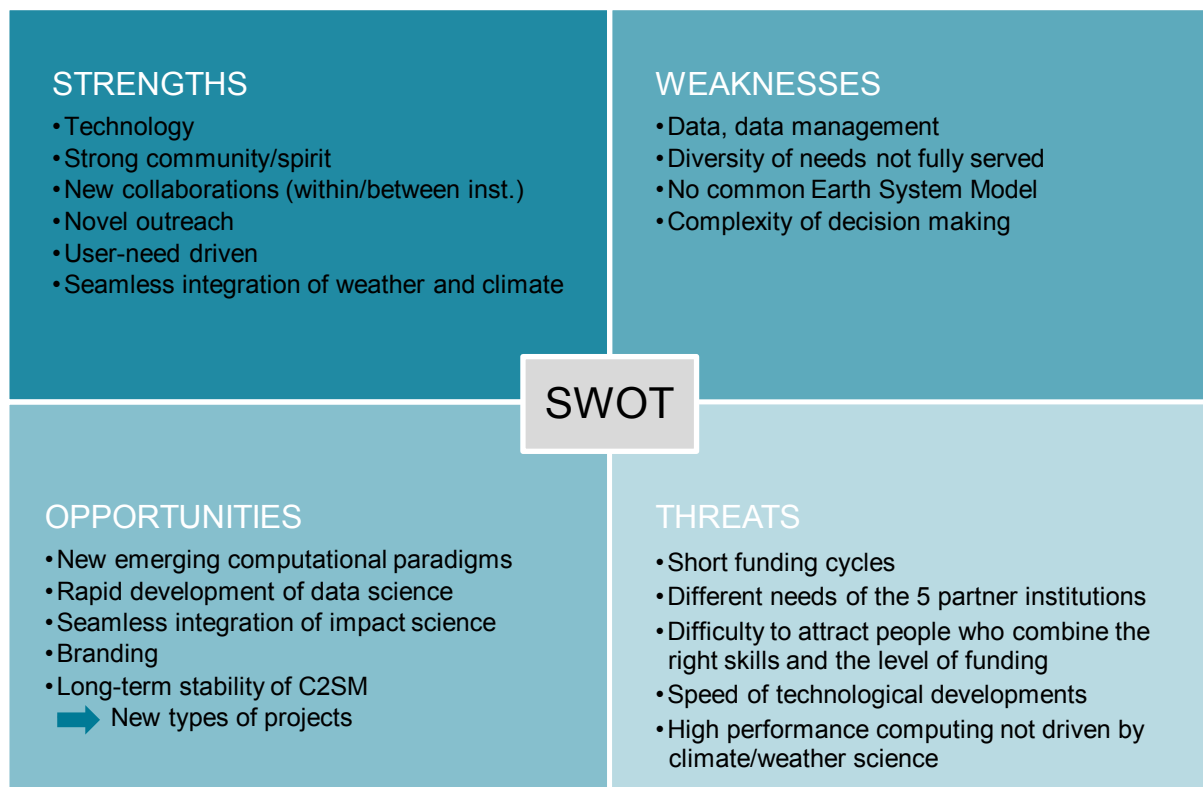 STRENGTHS
•Technology
•Strong community/spirit
•New collaborations (within/between inst.)
•Novel outreach
•User-need driven
•Seamless integration of weather and climate
WEAKNESSES
•Data, data management
•Diversity of needs not fully served
•No common Earth System Model
•Complexity of decision making
SWOT
OPPORTUNITIES
•New emerging computational paradigms
•Rapid development of data science
•Seamless integration of impact science
•Branding
•Long-term stability of C2SM
New types of projects
THREATS
•Short funding cycles
•Different needs of the 5 partner institutions
•Difficulty to attract people who combine the
right skills and the level of funding
•Speed of technological developments
•High performance computing not driven by
climate/weather science